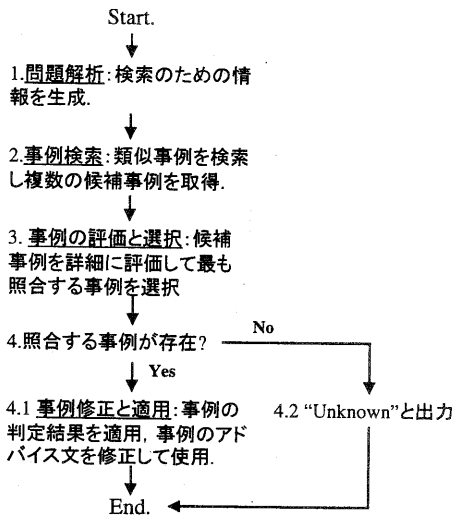 Start.
1.問題解析:検索のための情
報を生成.
2.事例検索:類似事例を検索
し複数の候補事例を取得.
3. 事例の評価と選択:候補
事例を詳細に評価して最も
照合する事例を選択
4.照合する事例が存在?
No
Yes
4.1 事例修正と適用:事例の
判定結果を適用, 事例のアド
バイス文を修正して使用.
4.2 “Unknown”と出力
End.